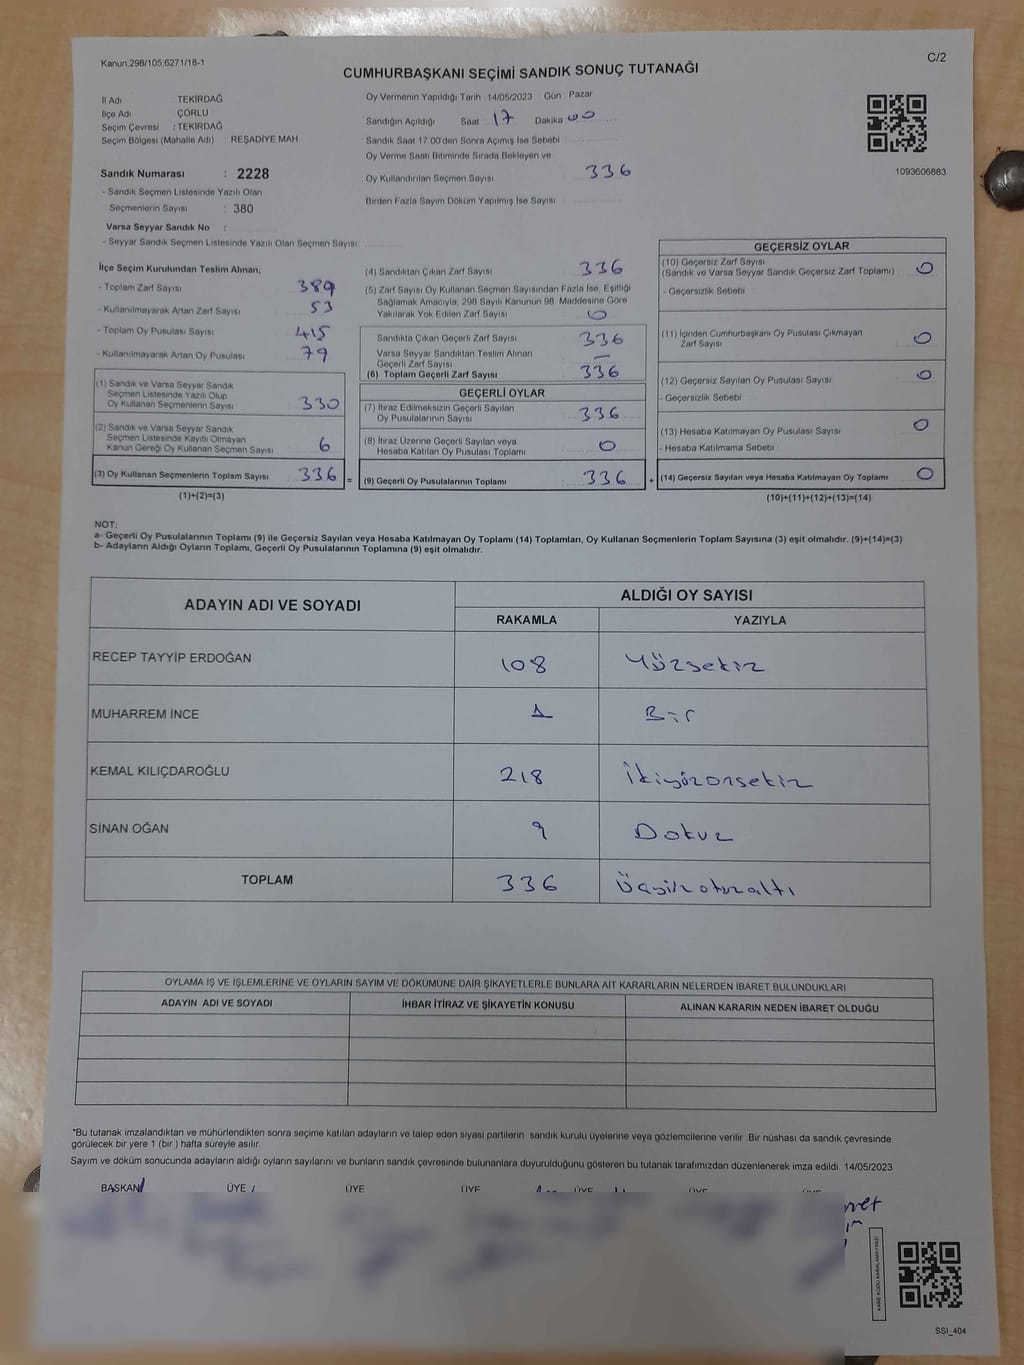 Kanun,298/105,6271/18-1
C/2
CUMHURBAŞKANI SEÇİMİ SANDIK SONUÇ TUTANAĞI
İl Adı : TEKİRDAĞ
İlçe Adı : ÇORLU
Seçim Çevresi : TEKİRDAĞ
Seçim Bölgesi (Mahalle Adı) : REŞADİYE MAH
Sandık Numarası : 2228
- Sandık Seçmen Listesinde Yazılı Olan
Seçmenlerin Sayısı : 380
Varsa Seyyar Sandık No :
- Seyyar Sandık Seçmen Listesinde Yazılı Olan Seçmen Sayısı
Oy Vermenin Yapıldığı Tarih 14/05/2023 Gün : Pazar
Sandığın Açıldığı Saat : 17 Dakika : 00
Sandık Saat 17:00'den Sonra Açımış İse Sebebi :
Oy Verme Saati Bitiminde Sırada Bekleyen ve
Oy Kullandırılan Seçmen Sayısı : 336
Birden Fazla Sayım Döküm Yapılmış İse Sayısı :
1093606883
İlçe Seçim Kurulundan Teslim Alınan;
- Toplam Zarf Sayısı : 389
- Kullanılmayarak Artan Zarf Sayısı : 53
- Toplam Oy Pusulası Sayısı : 415
- Kullanılmayarak Artan Oy Pusulası : 79
(1) Sandık ve Varsa Seyyar Sandık
Seçmen Listesinde Yazılı Olup
Oy Kullanan Seçmenlerin Sayısı : 330
(2) Sandık ve Varsa Seyyar Sandık
Seçmen Listesinde Kayıtlı Olmayan
Kanun Gereği Oy Kullanan Seçmen Sayısı : 6
(3) Oy Kullanan Seçmenlerin Toplam Sayısı : 336 =
(1)+(2)=(3)
(4) Sandıktan Çıkan Zarf Sayısı : 336
(5) Zarf Sayısı Oy Kullanan Seçmen Sayısından Fazla İse, Eşitliği
Sağlamak Amacıyla; 298 Sayılı Kanunun 98. Maddesine Göre
Yakılarak Yok Edilen Zarf Sayısı : 0
Sandıkta Çıkan Geçerli Zarf Sayısı : 336
Varsa Seyyar Sandıktan Teslim Alınan
Geçerli Zarf Sayısı : —
(6) Toplam Geçerli Zarf Sayısı : 336
GEÇERLİ OYLAR
(7) İtiraz Edilmeksizin Geçerli Sayılan
Oy Pusulalarının Sayısı : 336
(8) İtiraz Üzerine Geçerli Sayılan veya
Hesaba Katılan Oy Pusulası Toplamı : 0
(9) Geçerli Oy Pusulalarının Toplamı : 336 +
GEÇERSİZ OYLAR
(10) Geçersiz Zarf Sayısı
(Sandık ve Varsa Seyyar Sandık Geçersiz Zarf Toplamı) : 0
- Geçersizlik Sebebi :
(11) İçinden Cumhurbaşkanı Oy Pusulası Çıkmayan
Zarf Sayısı : 0
(12) Geçersiz Sayılan Oy Pusulası Sayısı : 0
- Geçersizlik Sebebi :
(13) Hesaba Katılmayan Oy Pusulası Sayısı : 0
- Hesaba Katılmama Sebebi :
(14) Geçersiz Sayılan veya Hesaba Katılmayan Oy Toplamı : 0
(10)+(11)+(12)+(13)=(14)
NOT:
a- Geçerli Oy Pusulalarının Toplamı (9) ile Geçersiz Sayılan veya Hesaba Katılmayan Oy Toplamı (14) Toplamları, Oy Kullanan Seçmenlerin Toplam Sayısına (3) eşit olmalıdır. (9)+(14)=(3)
b- Adayların Aldığı Oyların Toplamı, Geçerli Oy Pusulalarının Toplamına (9) eşit olmalıdır.
ADAYIN ADI VE SOYADI ALDIĞI OY SAYISI
RAKAMLA YAZIYLA
RECEP TAYYİP ERDOĞAN 108 Yüzsekiz
MUHARREM İNCE 1 Bir
KEMAL KILIÇDAROĞLU 218 İkiyüzonsekiz
SİNAN OĞAN 9 Dokuz
TOPLAM 336 Üçyüzotuzaltı
OYLAMA İŞ VE İŞLEMLERİNE VE OYLARIN SAYIM VE DÖKÜMÜNE DAİR ŞİKAYETLERLE BUNLARA AİT KARARLARIN NELERDEN İBARET BULUNDUKLARI
ADAYIN ADI VE SOYADI İHBAR İTİRAZ VE ŞİKAYETİN KONUSU ALINAN KARARIN NEDEN İBARET OLDUĞU
*Bu tutanak imzalandıktan ve mühürlendikten sonra seçime katılan adayların ve talep eden siyasi partilerin sandık kurulu üyelerine veya gözlemcilerine verilir. Bir nüshası da sandık çevresinde
görülecek bir yere 1 (bir ) hafta süreyle asılır.
Sayım ve döküm sonucunda adayların aldığı oyların sayılarını ve bunların sandık çevresinde bulunanlara duyurulduğunu gösteren bu tutanak tarafımızdan düzenlenerek imza edildi. 14/05/2023
BAŞKAN ÜYE ÜYE ÜYE ÜYE ÜYE ÜYE
SSI_404